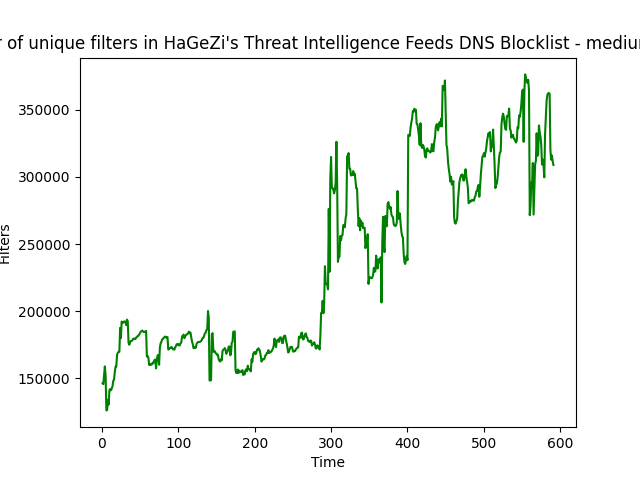 of unique filters in HaGeZi's Threat Intelligence Feeds DNS Blocklist - 
Filters
350000
300000
250000
200000
150000
0 100 200 300 400 500 600
Time